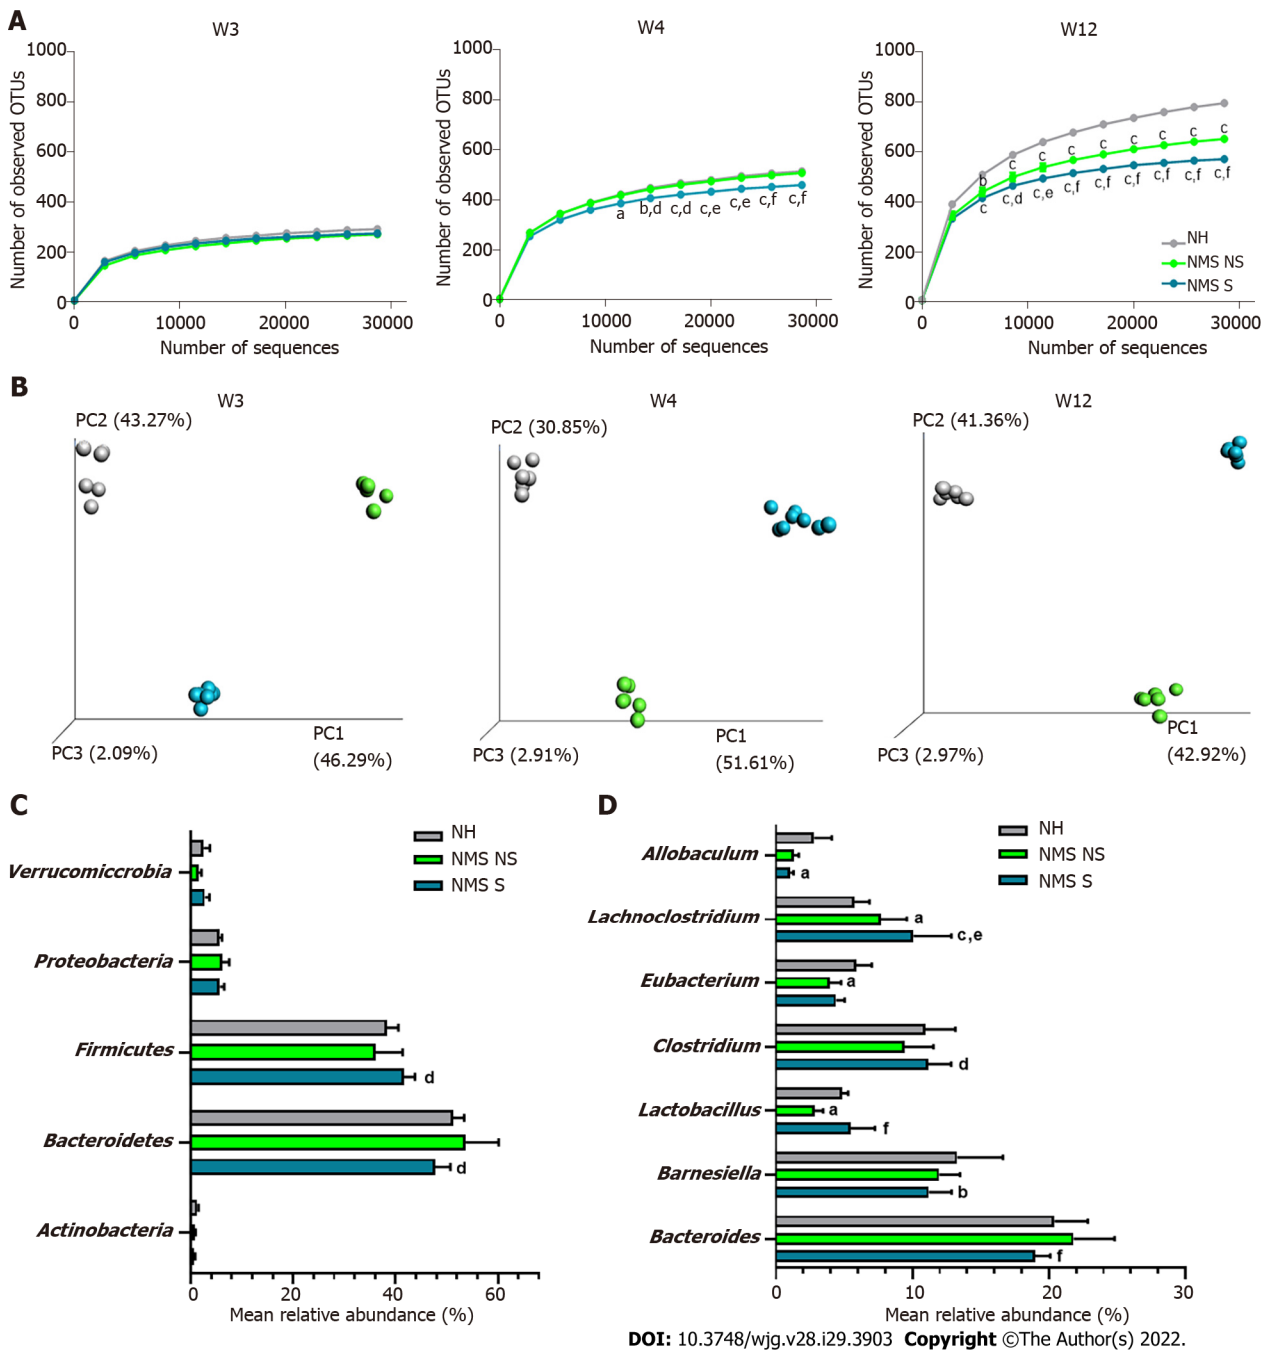 A
W3
W4
W12
Number of observed OTUs
1000
800
600
400
200
0
0 10000 20000 30000
Number of sequences
Number of observed OTUs
1000
800
600
400
200
0
a b,d c,d c,e c,e c,f c,f
0 10000 20000 30000
Number of sequences
Number of observed OTUs
1000
800
600
400
200
0
b c c c c c c c c
c c,d c,e c,f c,f c,f c,f c,f c,f
NH
NMS NS
NMS S
0 10000 20000 30000
Number of sequences
B
W3
PC2 (43.27%)
PC3 (2.09%)
PC1
(46.29%)
W4
PC2 (30.85%)
PC3 (2.91%)
PC1
(51.61%)
W12
PC2 (41.36%)
PC3 (2.97%)
PC1
(42.92%)
C
NH
NMS NS
NMS S
Verrucomiccrobia
Proteobacteria
Firmicutes
d
Bacteroidetes
d
Actinobacteria
0 20 40 60
Mean relative abundance (%)
D
NH
NMS NS
NMS S
Allobaculum
a
Lachnoclostridium
a
c,e
Eubacterium
a
Clostridium
d
Lactobacillus
a
f
Barnesiella
b
Bacteroides
f
0 10 20 30
Mean relative abundance (%)
DOI: 10.3748/wjg.v28.i29.3903 Copyright ©The Author(s) 2022.